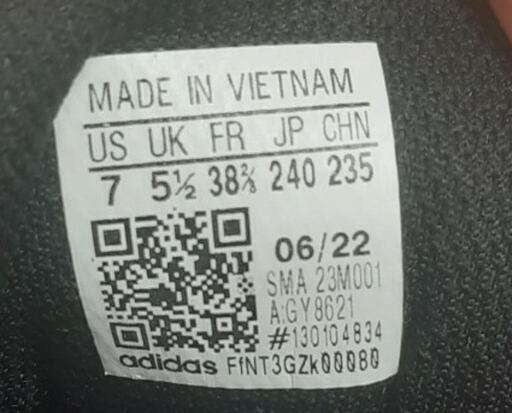 MADE IN VIETNAM
US UK FR JP CHN
7 5½ 38⅔ 240 235
06/22
SMA 23M001
A:GY8621
#130104834
adidas FfNT3GZk00080